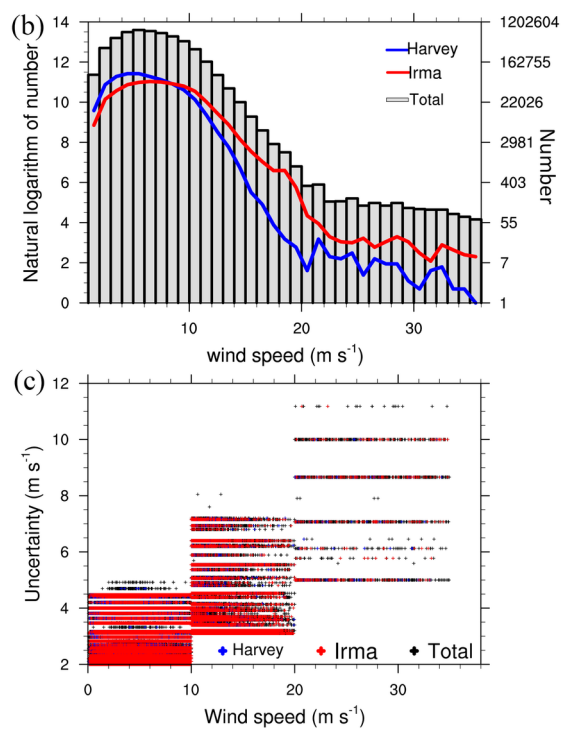 (b)
14
12
10
8
6
4
2
0
Natural logarithm of number
Harvey
Irma
Total
1202604
162755
22026
2981
403
55
7
1
Number
10 20 30
wind speed (m s-1)
(c)
12
10
8
6
4
2
Uncertainty (m s-1)
Harvey Irma Total
0 10 20 30
Wind speed (m s-1)